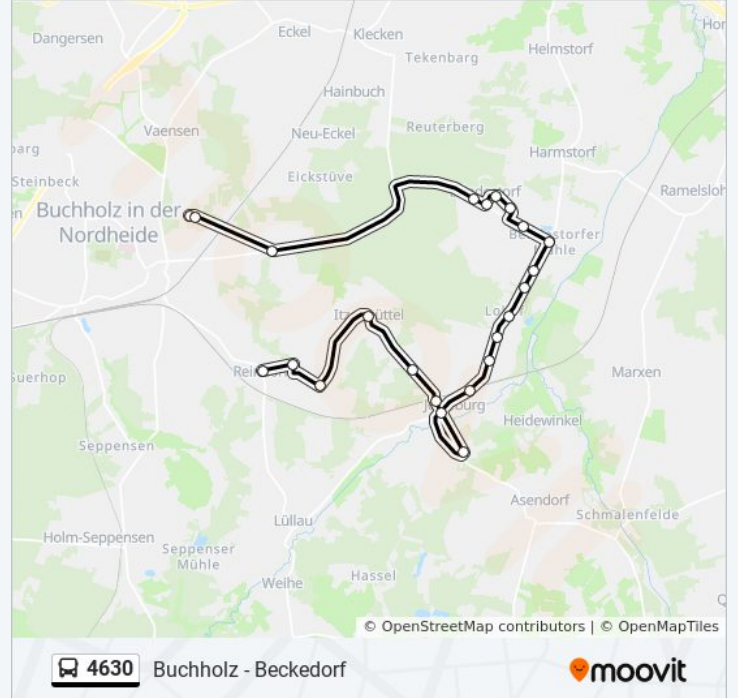 Dangersen
Eckel
Klecken
Tekenbarg
Helmstorf
Hainbuch
Vaensen
Neu-Eckel
Reuterberg
Harmstorf
Steinbeck
Eickstüve
Ramelsloh
Buchholz in der
Nordheide
Marxen
Heidewinkel
Seppensen
Asendorf
Schmalenfelde
Lüllau
Holm-Seppensen
Seppenser
Mühle
Weihe
Hassel
© OpenStreetMap contributors | © OpenMapTiles
4630
Buchholz - Beckedorf
moovit